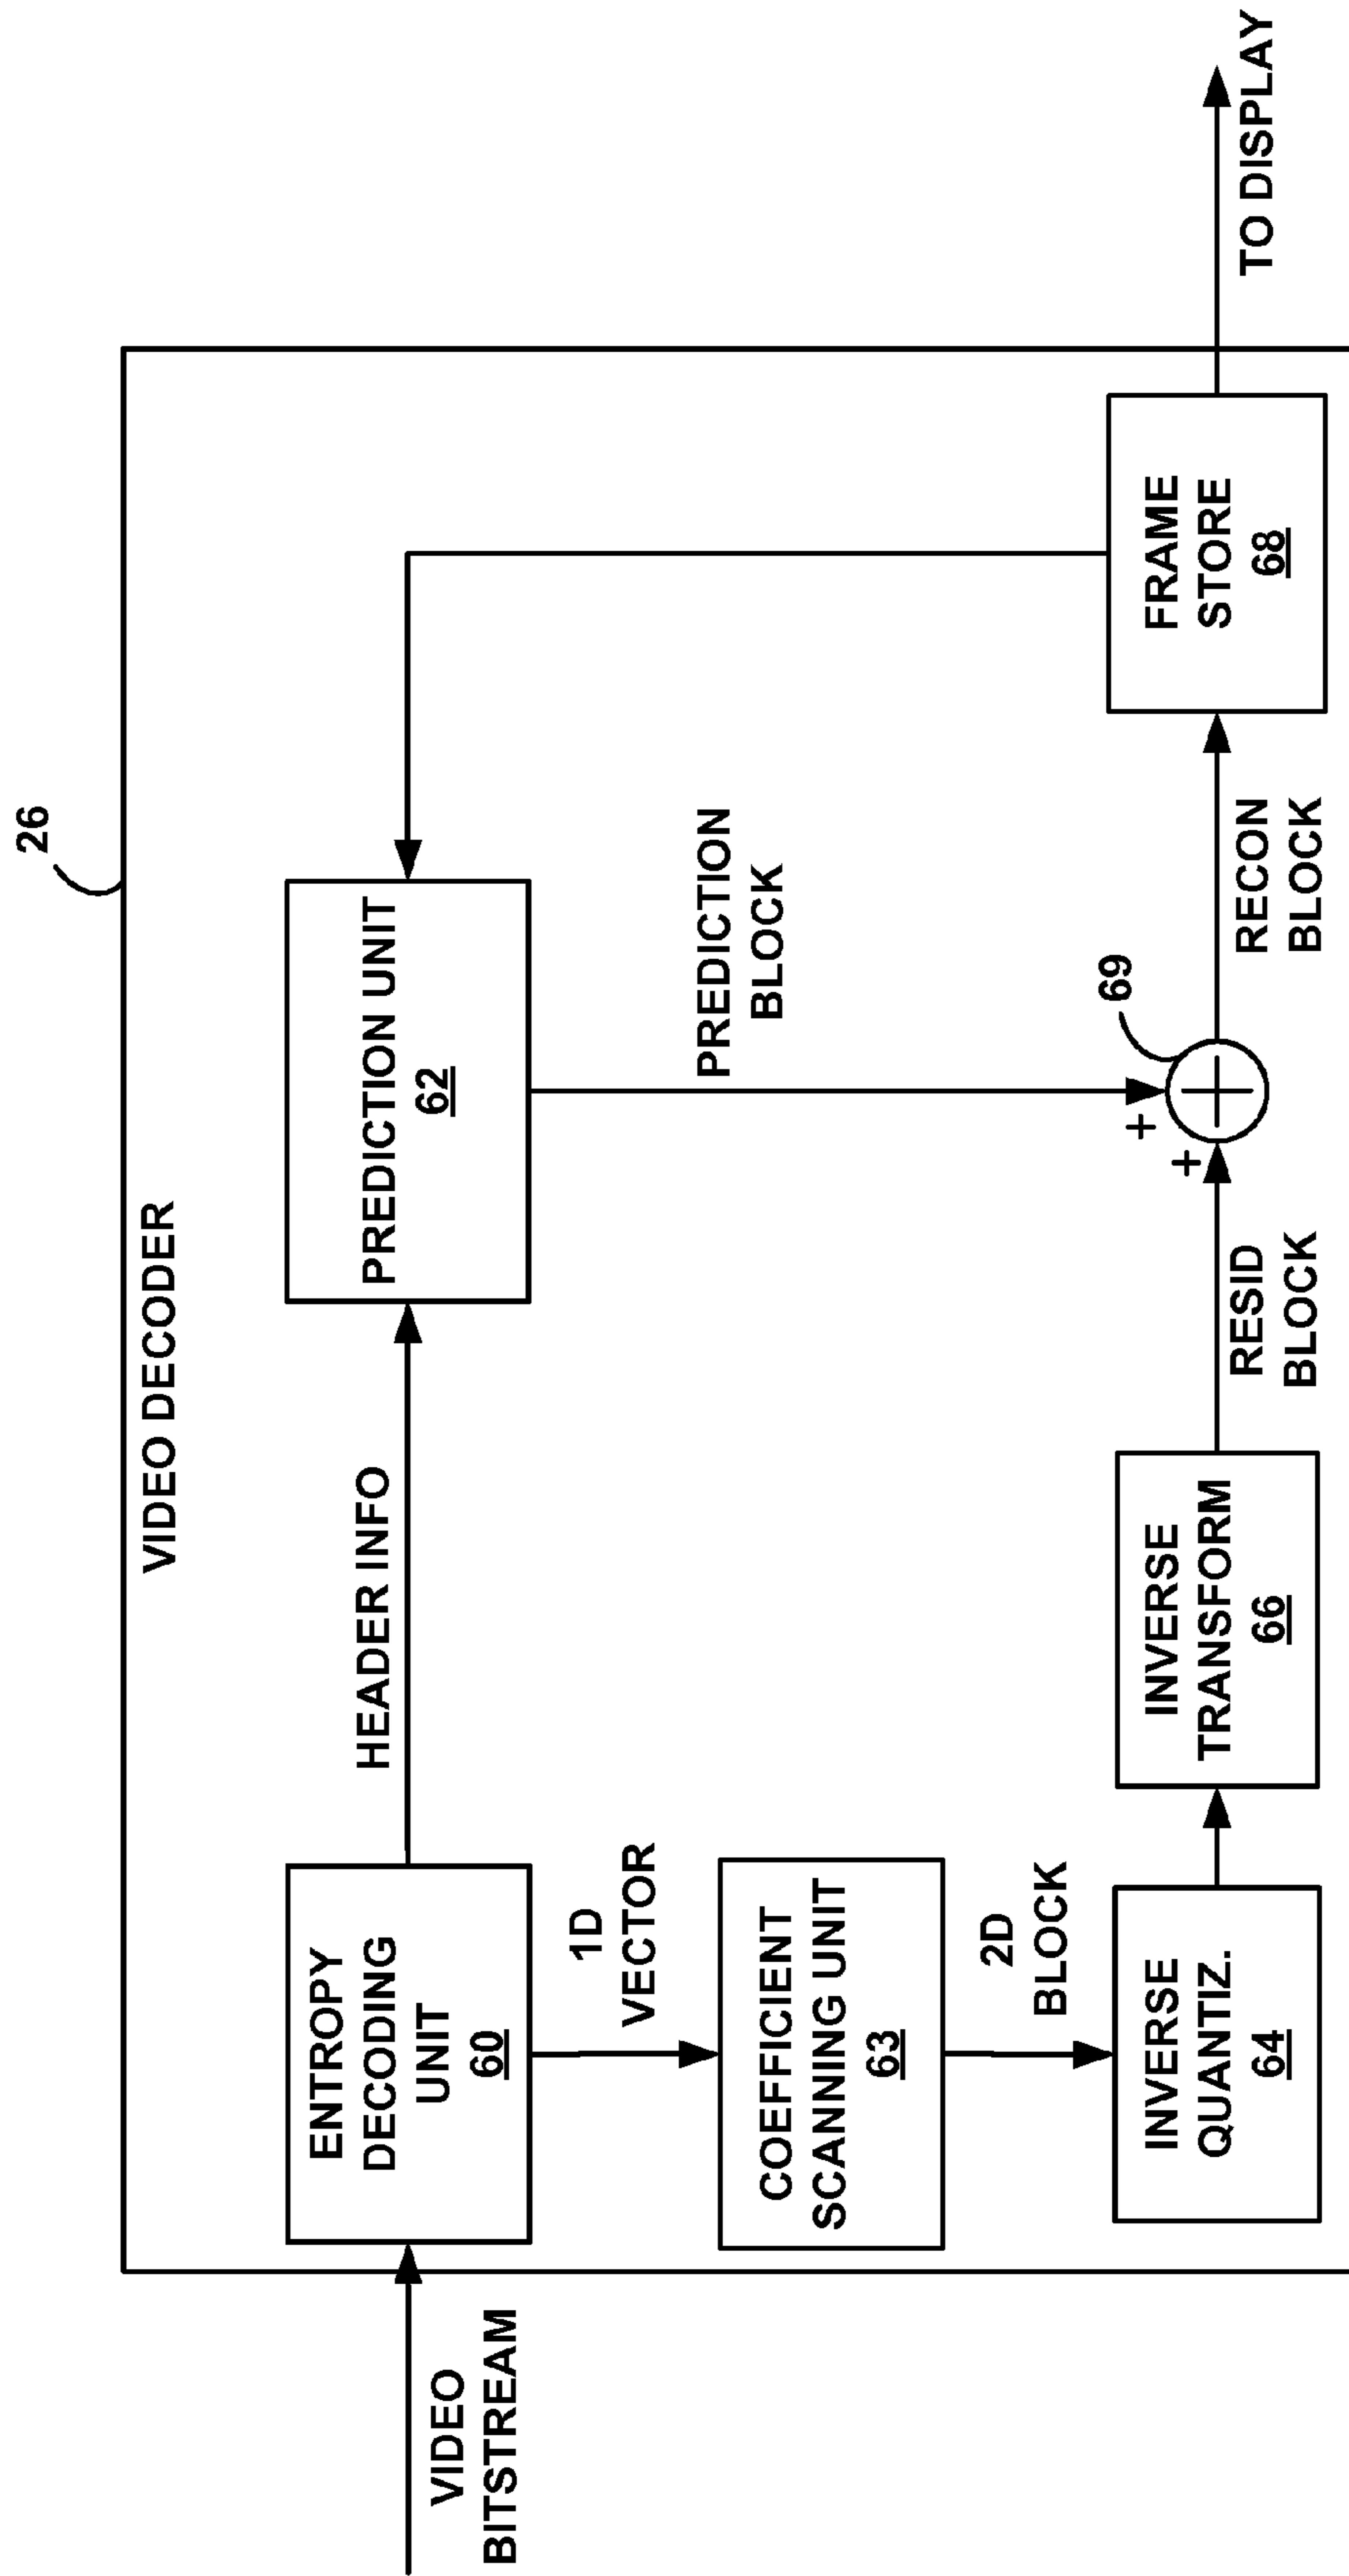 26
VIDEO DECODER
VIDEO
BITSTREAM
ENTROPY
DECODING
UNIT
60
HEADER INFO
PREDICTION UNIT
62
1D
VECTOR
COEFFICIENT
SCANNING UNIT
63
2D
BLOCK
PREDICTION
BLOCK
INVERSE
QUANTIZ.
64
INVERSE
TRANSFORM
66
RESID
BLOCK
+
+
69
RECON
BLOCK
FRAME
STORE
68
TO DISPLAY